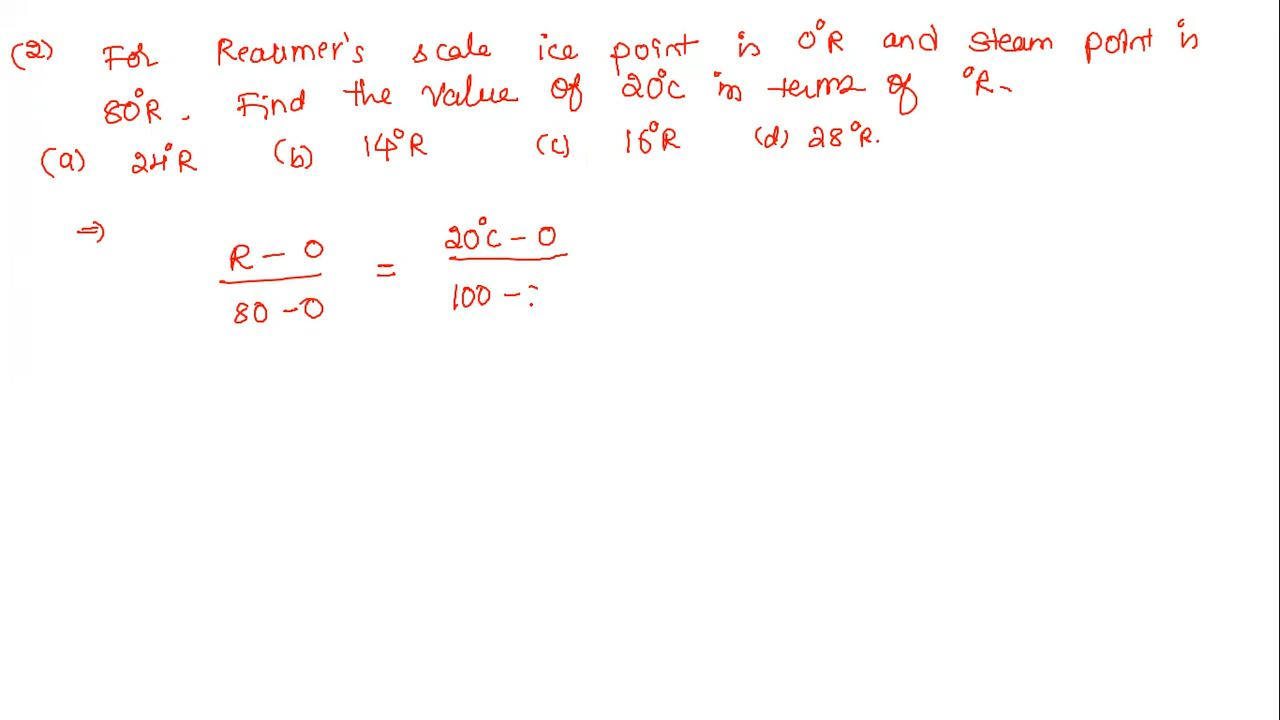 (2) For Reaumer's scale ice point is 0°R and steam point is
80°R. Find the value of 20°C in terms of °R.
(a) 24°R (b) 14°R (c) 16°R (d) 28°R.
⇒ R - 0 = 20°C - 0
80 - 0 100 -